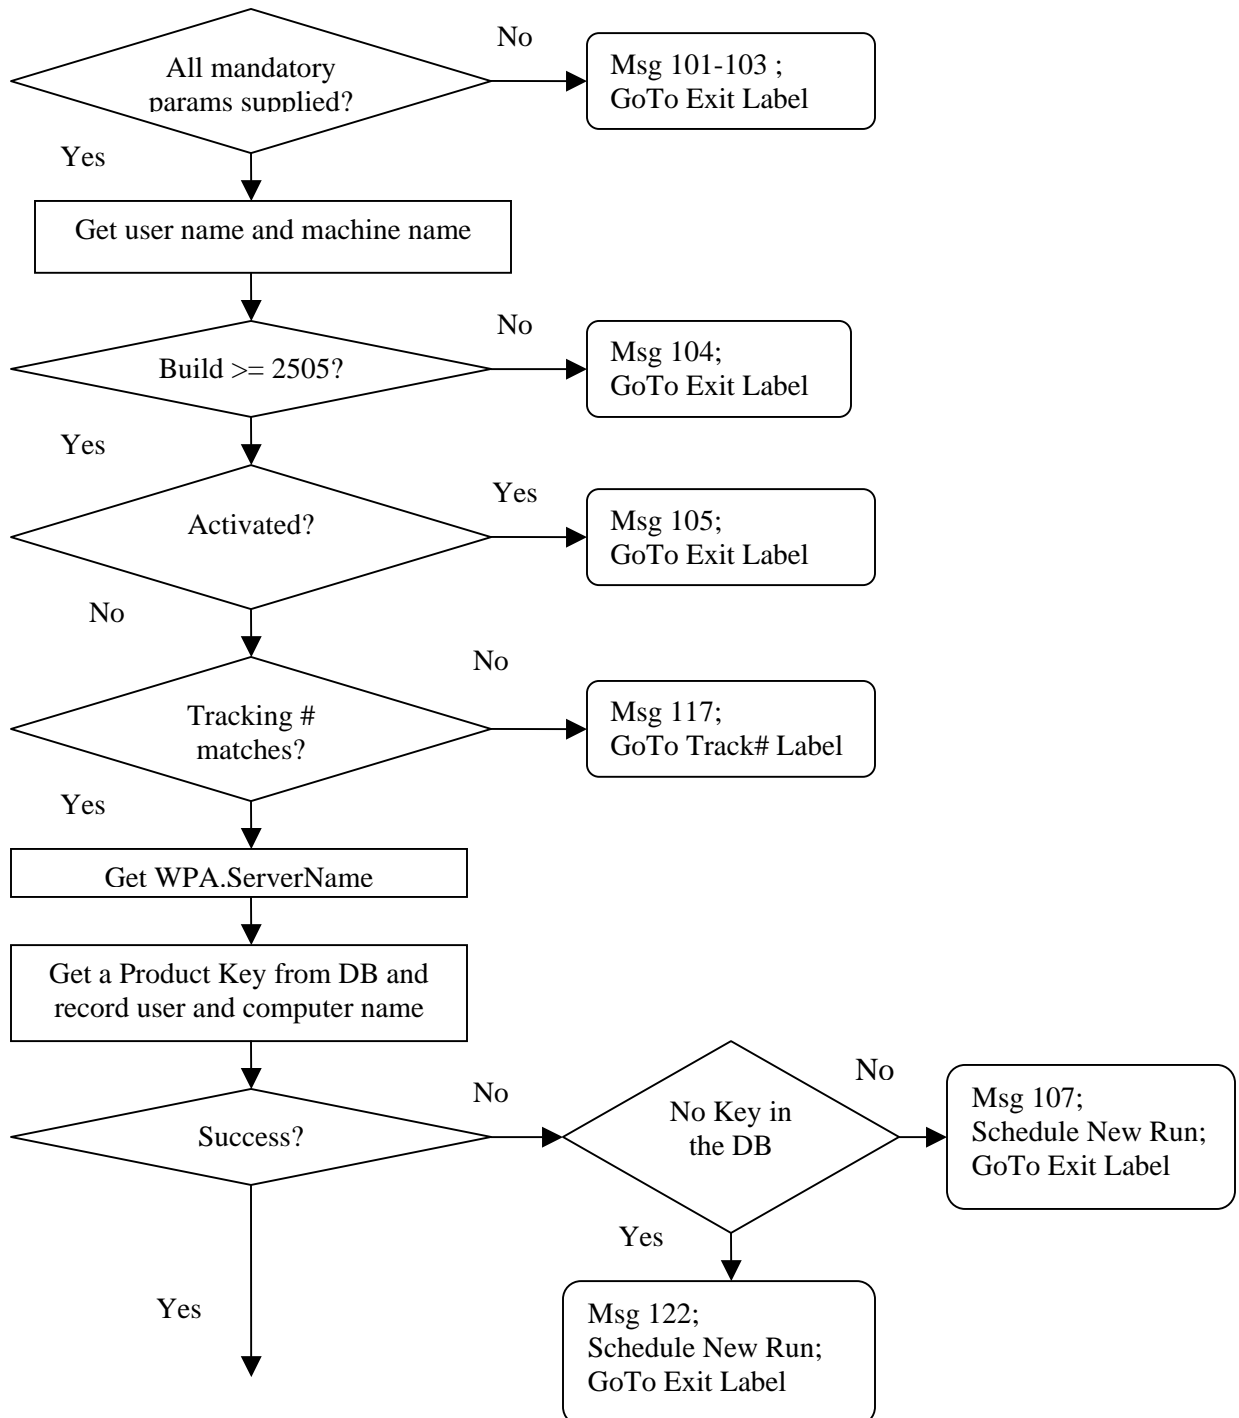 No
All mandatory
params supplied?
Msg 101-103 ;
GoTo Exit Label
Yes
Get user name and machine name
No
Build >= 2505?
Msg 104;
GoTo Exit Label
Yes
Yes
Activated?
Msg 105;
GoTo Exit Label
No
No
Tracking #
matches?
Msg 117;
GoTo Track# Label
Yes
Get WPA.ServerName
Get a Product Key from DB and
record user and computer name
No
Success?
No
No Key in
the DB
Msg 107;
Schedule New Run;
GoTo Exit Label
Yes
Yes
Msg 122;
Schedule New Run;
GoTo Exit Label